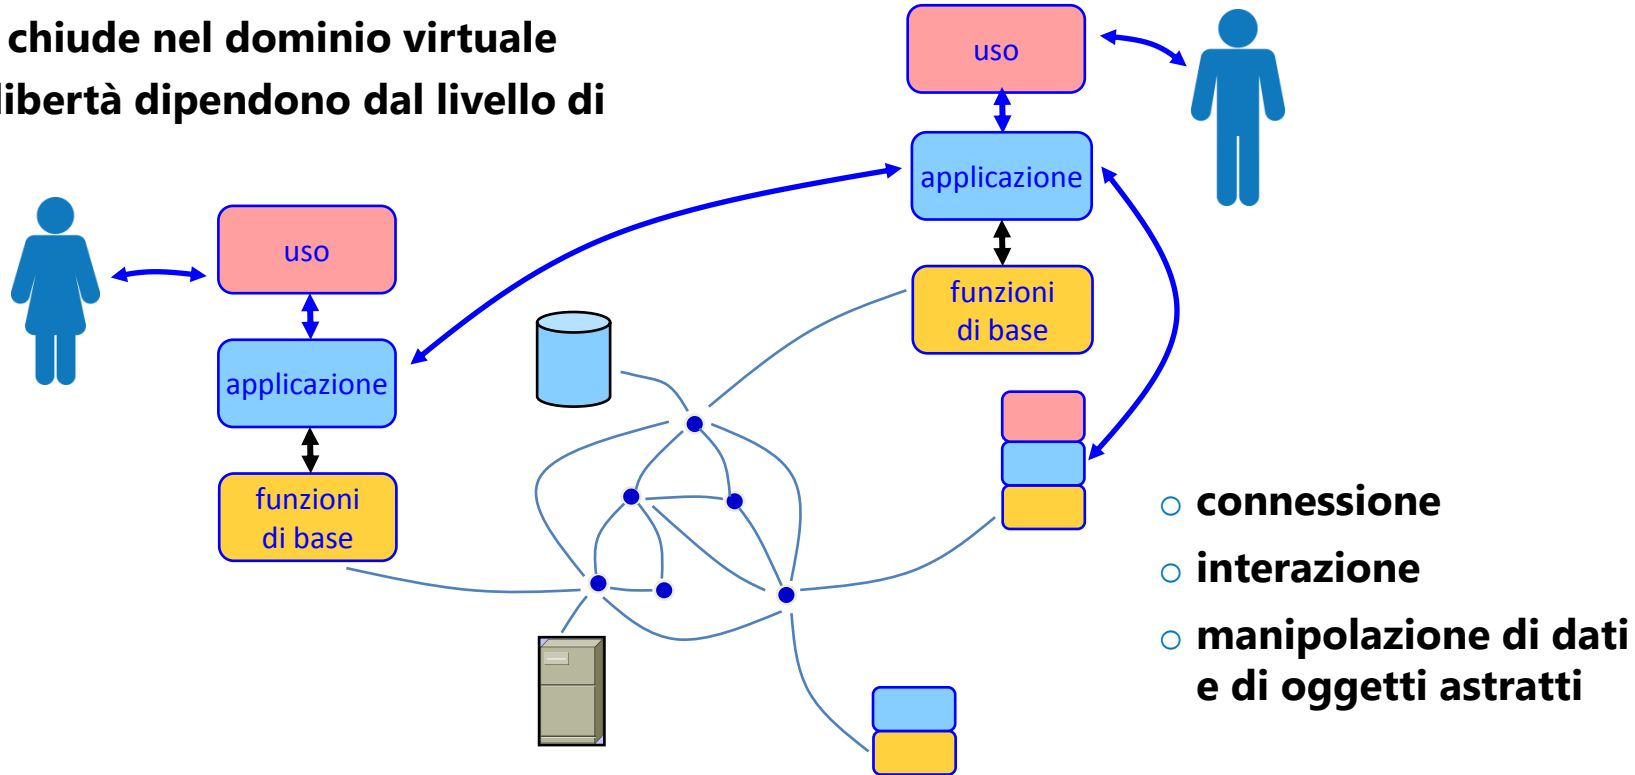 chiude nel dominio virtuale
libertà dipendono dal livello di
uso
applicazione
funzioni
di base
uso
applicazione
funzioni
di base
connessione
interazione
manipolazione di dati
e di oggetti astratti